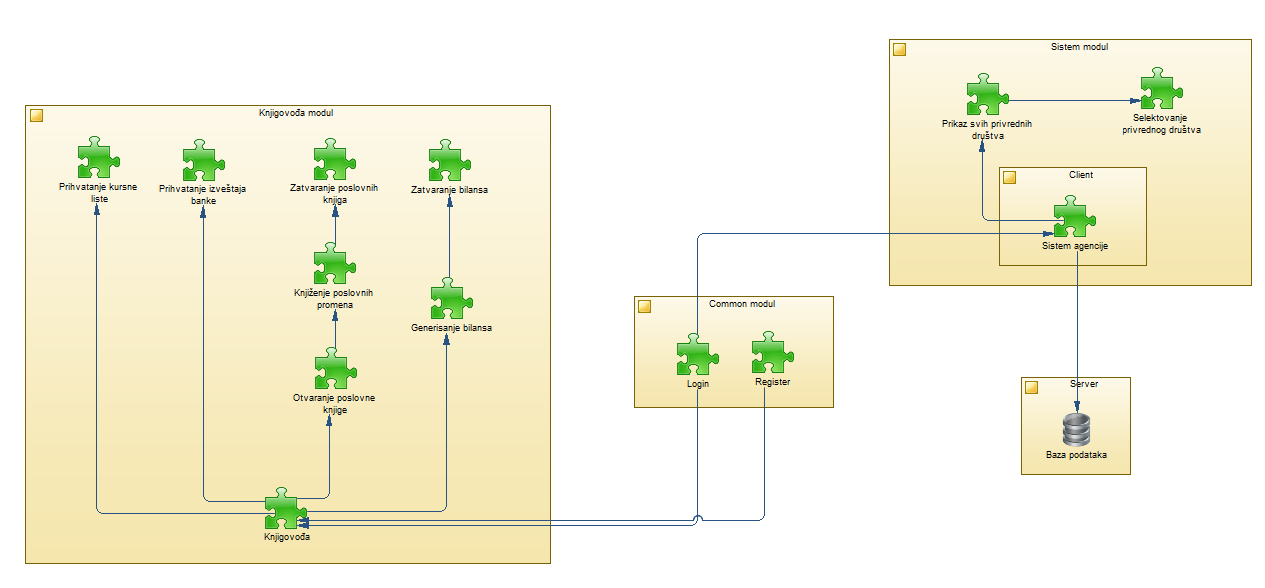 Sistem modul
Prikaz svih privrednih
društva
Selektovanje
privrednog društva
Client
Sistem agencije
Knjigovođa modul
Prihvatanje kursne
liste
Prihvatanje izveštaja
banke
Zatvaranje poslovnih
knjiga
Zatvaranje bilansa
Knjiženje poslovnih
promena
Generisanje bilansa
Otvaranje poslovne
knjige
Knjigovođa
Common modul
Login
Register
Server
Baza podataka